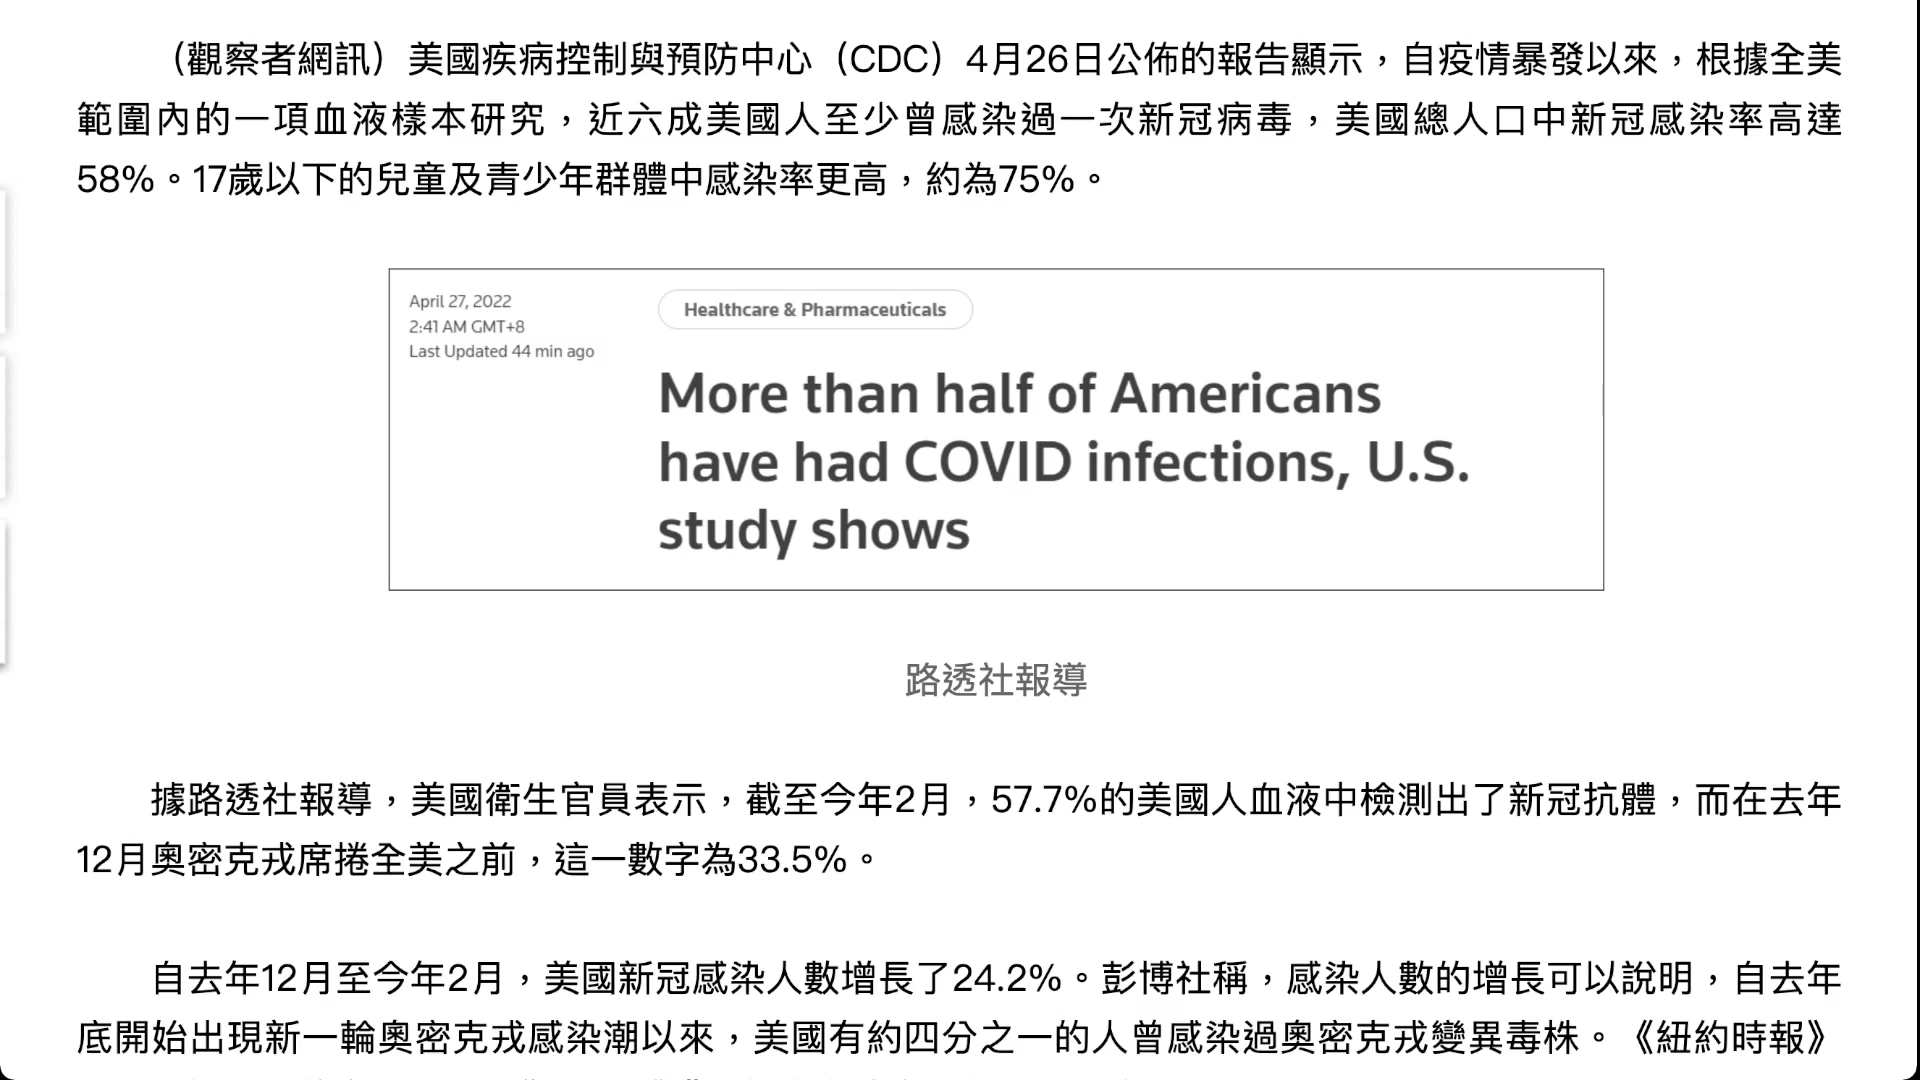 （觀察者網訊）美國疾病控制與預防中心（CDC）4月26日公佈的報告顯示，自疫情暴發以來，根據全美
範圍內的一項血液樣本研究，近六成美國人至少曾感染過一次新冠病毒，美國總人口中新冠感染率高達
58%。17歲以下的兒童及青少年群體中感染率更高，約為75%。
April 27, 2022
2:41 AM GMT+8
Last Updated 44 min ago
Healthcare & Pharmaceuticals
More than half of Americans
have had COVID infections, U.S.
study shows
路透社報導
據路透社報導，美國衛生官員表示，截至今年2月，57.7%的美國人血液中檢測出了新冠抗體，而在去年
12月奧密克戎席捲全美之前，這一數字為33.5%。
自去年12月至今年2月，美國新冠感染人數增長了24.2%。彭博社稱，感染人數的增長可以說明，自去年
底開始出現新一輪奧密克戎感染潮以來，美國有約四分之一的人曾感染過奧密克戎變異毒株。《紐約時報》